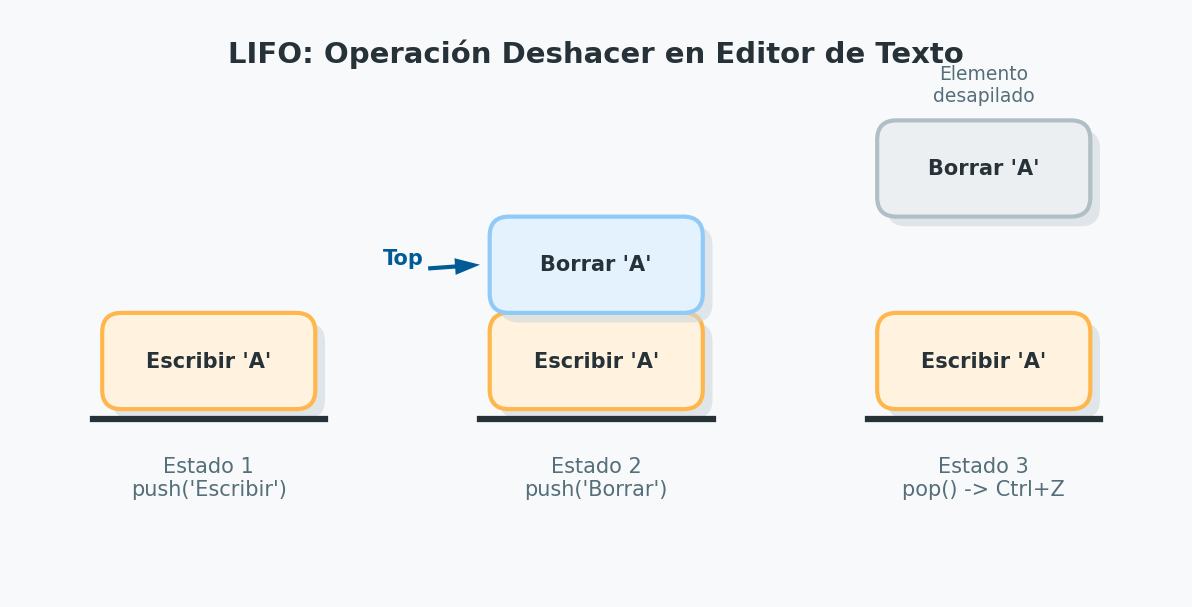 LIFO: Operación Deshacer en Editor de Texto
Elemento
desapilado
Borrar 'A'
Top
Borrar 'A'
Escribir 'A'
Escribir 'A'
Escribir 'A'
Estado 1
push('Escribir')
Estado 2
push('Borrar')
Estado 3
pop() -> Ctrl+Z